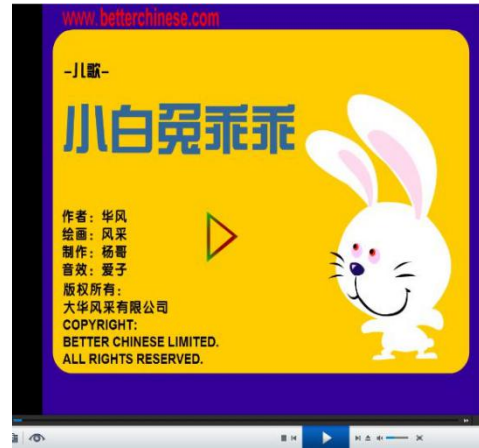 www.betterchinese.com
-儿歌-
小白兔乖乖
作者：华风
绘画：风采
制作：杨哥
音效：爱子
版权所有：
大华风采有限公司
COPYRIGHT:
BETTER CHINESE LIMITED.
ALL RIGHTS RESERVED.